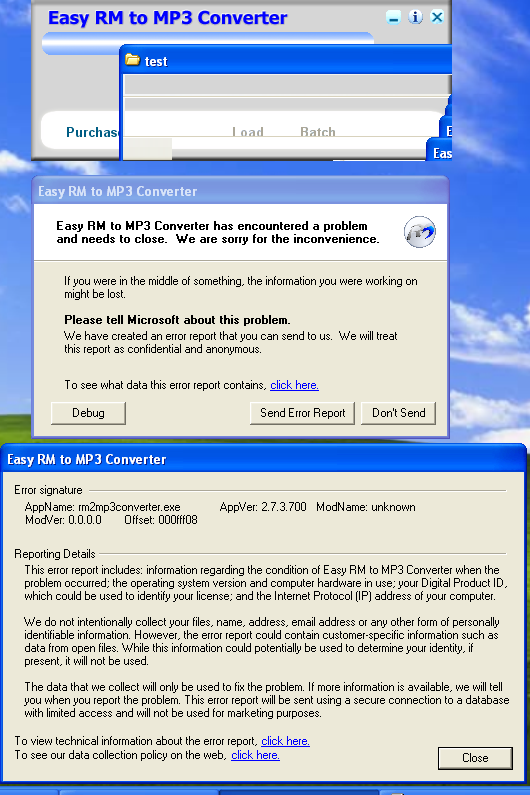 Easy RM to MP3 Converter
test
Load Batch
Easy RM to MP3 Converter
Easy RM to MP3 Converter has encountered a problem
and needs to close. We are sorry for the inconvenience.
If you were in the middle of something, the information you were working on
might be lost.
Please tell Microsoft about this problem.
We have created an error report that you can send to us. We will treat
this report as confidential and anonymous.
To see what data this error report contains, click here.
Debug Send Error Report Don't Send
Easy RM to MP3 Converter
Error signature
AppName: rm2mp3converter.exe AppVer: 2.7.3.700 ModName: unknown
ModVer: 0.0.0.0 Offset: 000fff08
Reporting Details
This error report includes: information regarding the condition of Easy RM to MP3 Converter when the
problem occurred; the operating system version and computer hardware in use; your Digital Product ID,
which could be used to identify your license; and the Internet Protocol (IP) address of your computer.
We do not intentionally collect your files, name, address, email address or any other form of personally
identifiable information. However, the error report could contain customer-specific information such as
data from open files. While this information could potentially be used to determine your identity, if
present, it will not be used.
The data that we collect will only be used to fix the problem. If more information is available, we will tell
you when you report the problem. This error report will be sent using a secure connection to a database
with limited access and will not be used for marketing purposes.
To view technical information about the error report, click here.
To see our data collection policy on the web, click here.
Close